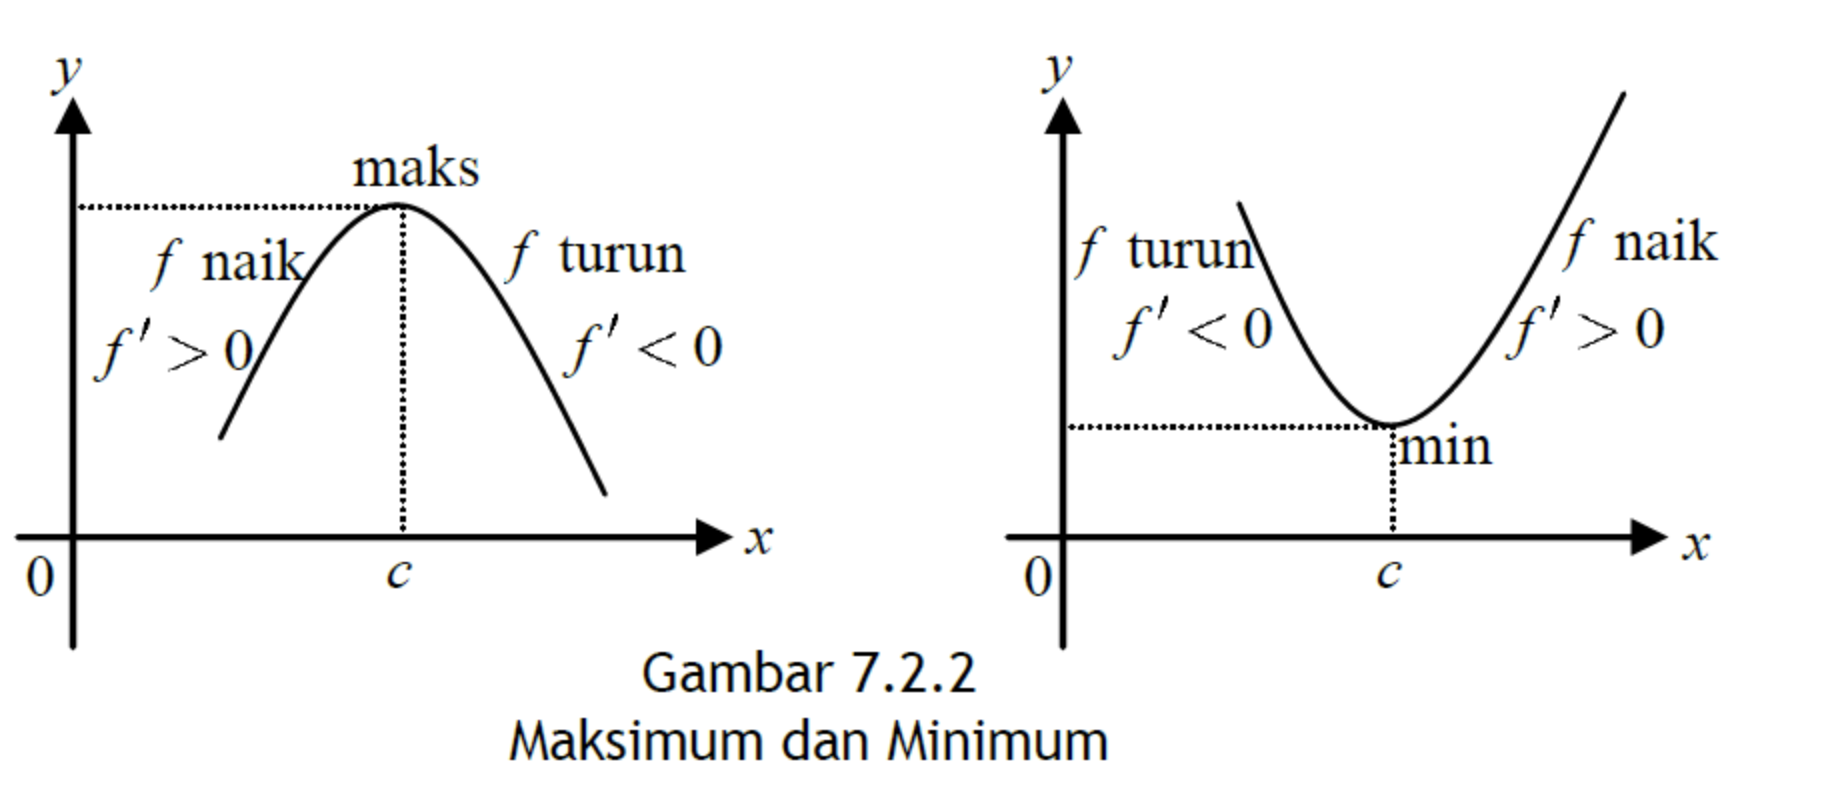 y
maks
f naik
f turun
f′ > 0
f′ < 0
x
0
c
y
f turun
f naik
f′ < 0
f′ > 0
min
x
0
c
Gambar 7.2.2
Maksimum dan Minimum